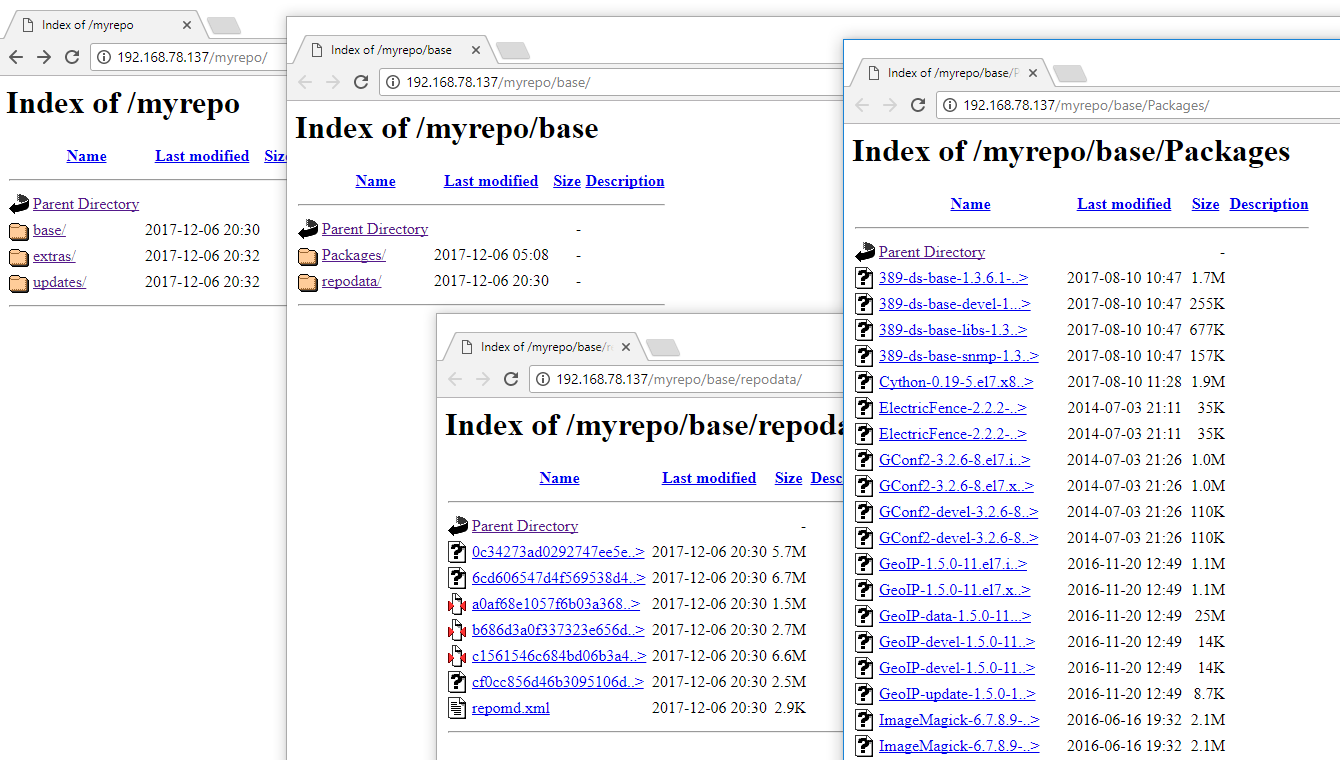 Index of /myrepo
192.168.78.137/myrepo/
Index of /myrepo
Name Last modified
Parent Directory
base/ 2017-12-06 20:30
extras/ 2017-12-06 20:32
updates/ 2017-12-06 20:32
Index of /myrepo/base
192.168.78.137/myrepo/base/
Index of /myrepo/base
Name Last modified Size Description
Parent Directory -
Packages/ 2017-12-06 05:08 -
repodata/ 2017-12-06 20:30 -
Index of /myrepo/base/
192.168.78.137/myrepo/base/repodata/
Index of /myrepo/base/repoda
Name Last modified Size Desc
Parent Directory -
0c34273ad0292747ee5e..> 2017-12-06 20:30 5.7M
6cd606547d4f569538d4..> 2017-12-06 20:30 6.7M
a0af68e1057f6b03a368..> 2017-12-06 20:30 1.5M
b686d3a0f337323e656d..> 2017-12-06 20:30 2.7M
c1561546c684bd06b3a4..> 2017-12-06 20:30 6.6M
cf0cc856d46b3095106d..> 2017-12-06 20:30 2.5M
repomd.xml 2017-12-06 20:30 2.9K
Index of /myrepo/base/P
192.168.78.137/myrepo/base/Packages/
Index of /myrepo/base/Packages
Name Last modified Size Description
Parent Directory -
389-ds-base-1.3.6.1-..> 2017-08-10 10:47 1.7M
389-ds-base-devel-1...> 2017-08-10 10:47 255K
389-ds-base-libs-1.3..> 2017-08-10 10:47 677K
389-ds-base-snmp-1.3..> 2017-08-10 10:47 157K
Cython-0.19-5.el7.x8..> 2017-08-10 11:28 1.9M
ElectricFence-2.2.2-..> 2014-07-03 21:11 35K
ElectricFence-2.2.2-..> 2014-07-03 21:11 35K
GConf2-3.2.6-8.el7.i..> 2014-07-03 21:26 1.0M
GConf2-3.2.6-8.el7.x..> 2014-07-03 21:26 1.0M
GConf2-devel-3.2.6-8..> 2014-07-03 21:26 110K
GConf2-devel-3.2.6-8..> 2014-07-03 21:26 110K
GeoIP-1.5.0-11.el7.i..> 2016-11-20 12:49 1.1M
GeoIP-1.5.0-11.el7.x..> 2016-11-20 12:49 1.1M
GeoIP-data-1.5.0-11...> 2016-11-20 12:49 25M
GeoIP-devel-1.5.0-11..> 2016-11-20 12:49 14K
GeoIP-devel-1.5.0-11..> 2016-11-20 12:49 14K
GeoIP-update-1.5.0-1..> 2016-11-20 12:49 8.7K
ImageMagick-6.7.8.9-..> 2016-06-16 19:32 2.1M
ImageMagick-6.7.8.9-..> 2016-06-16 19:32 2.1M